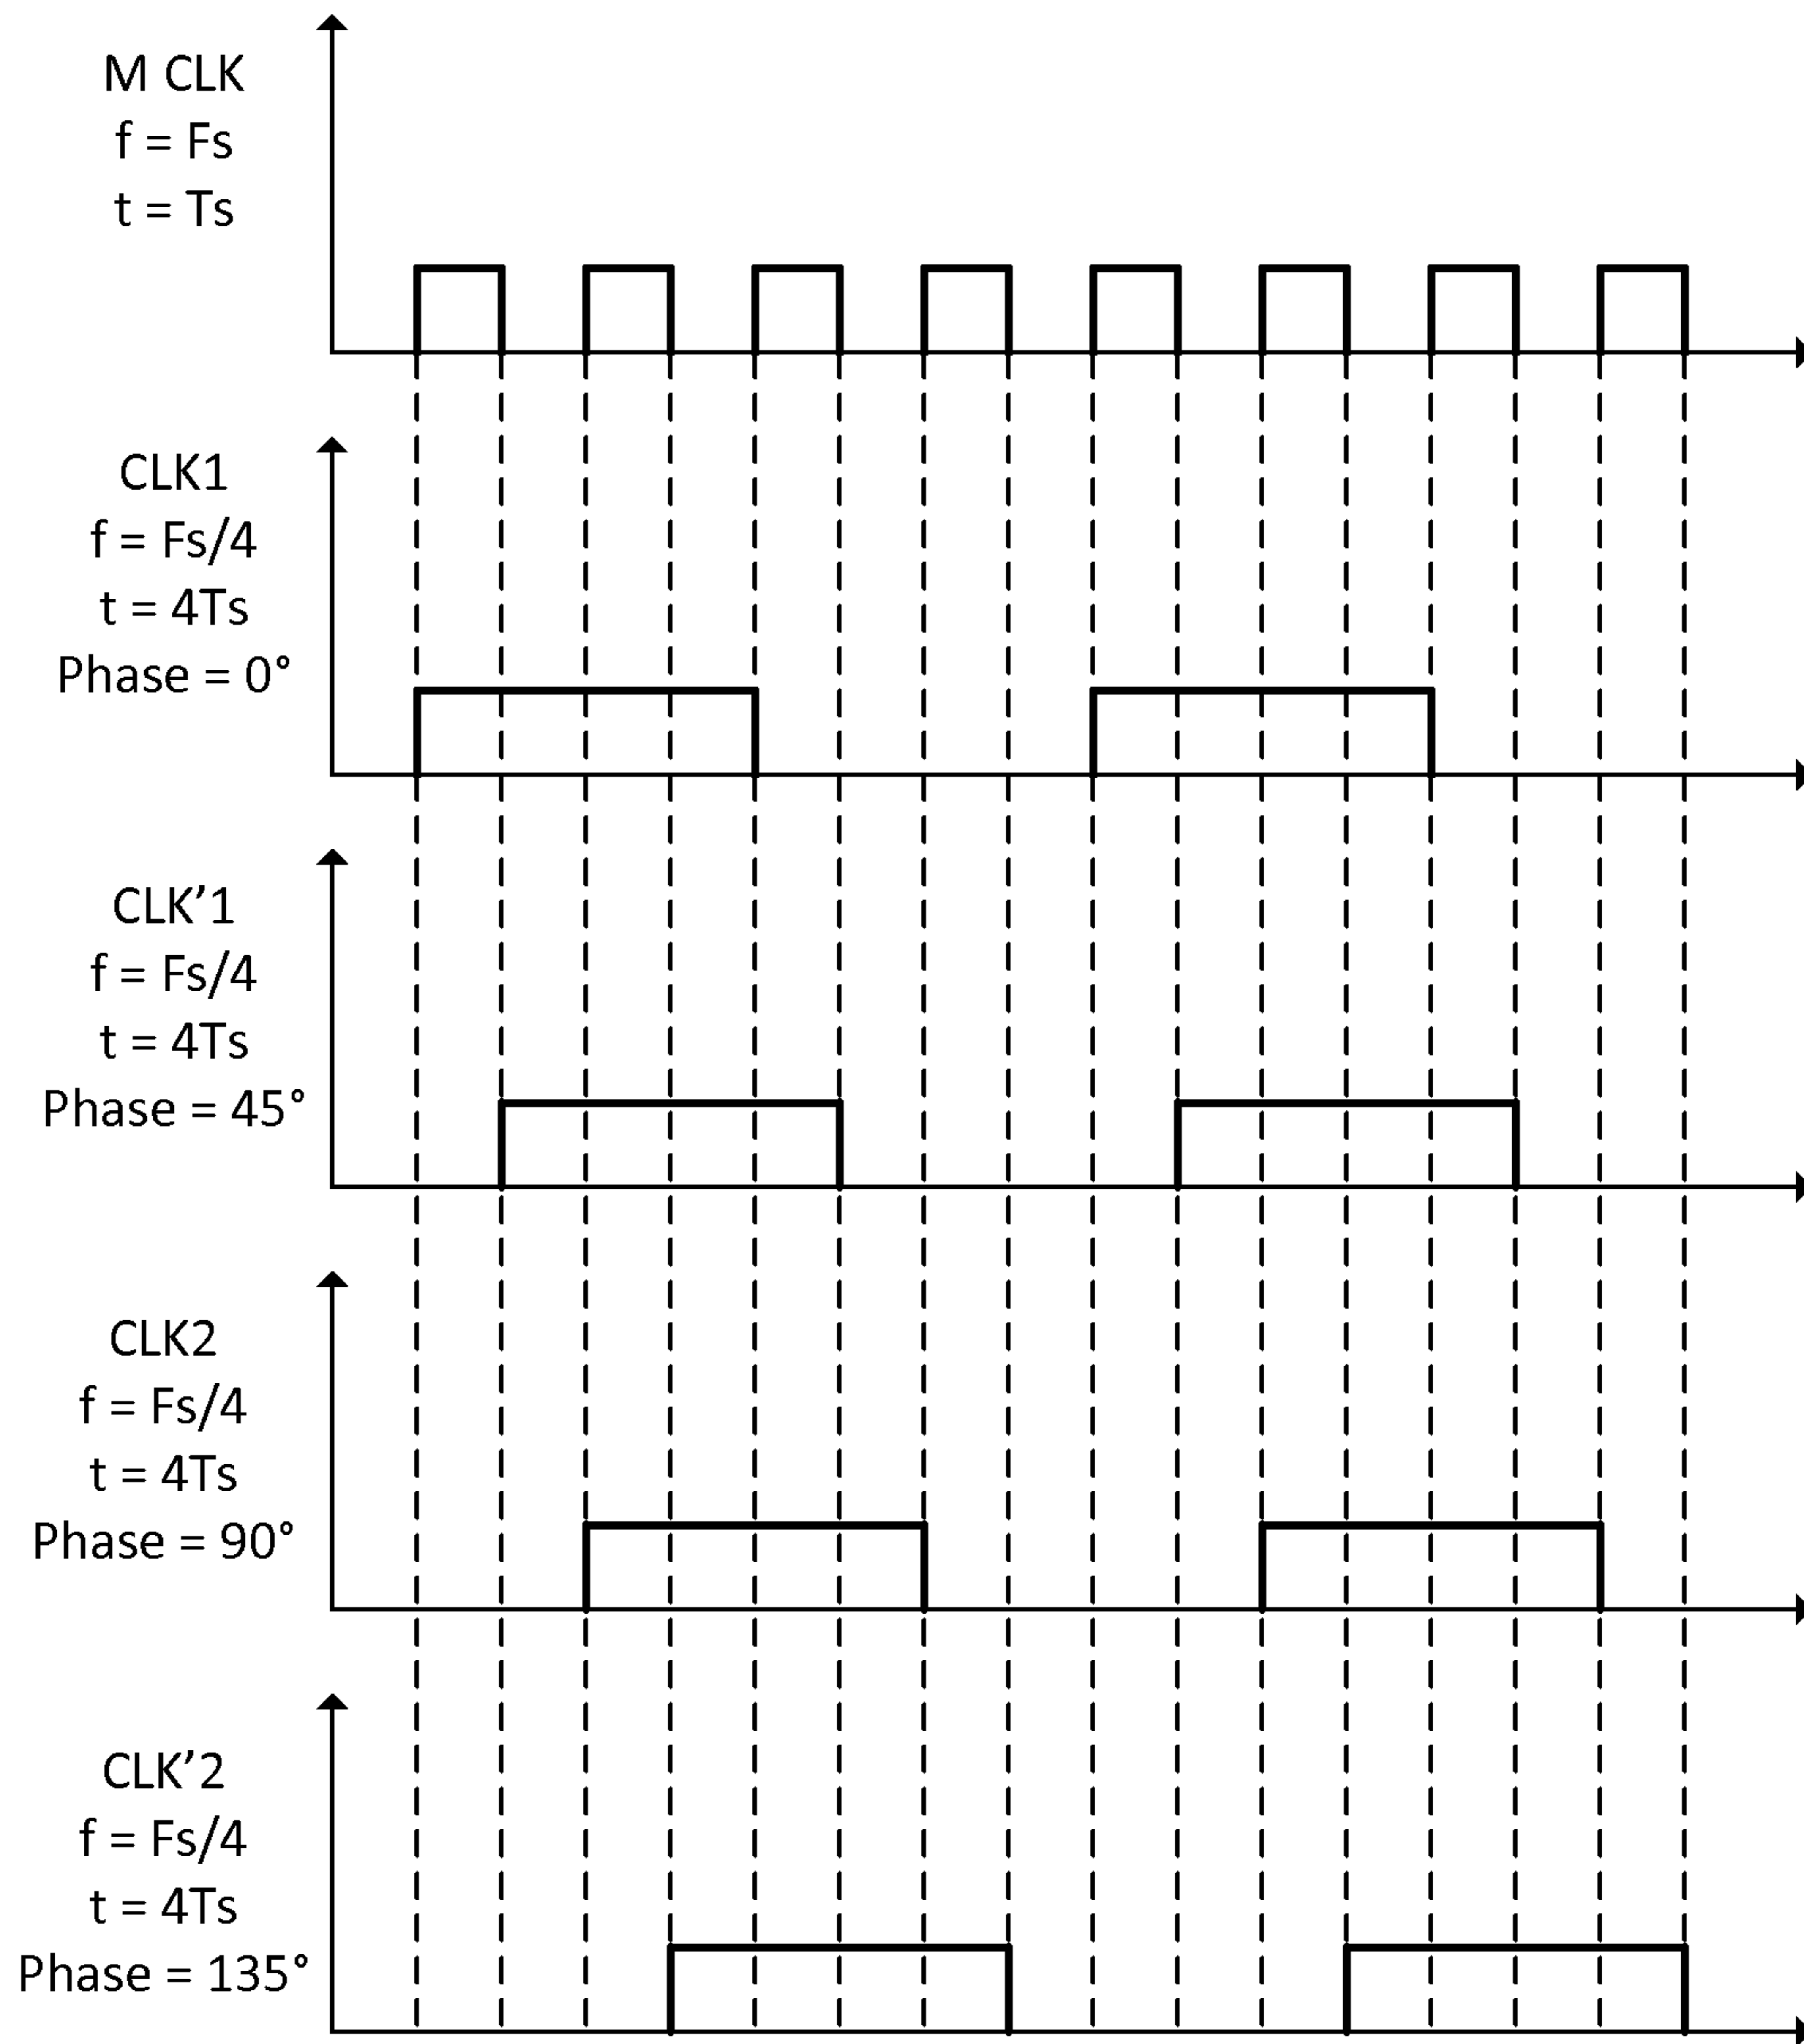 M CLK
f = Fs
t = Ts
CLK1
f = Fs/4
t = 4Ts
Phase = 0°
CLK’1
f = Fs/4
t = 4Ts
Phase = 45°
CLK2
f = Fs/4
t = 4Ts
Phase = 90°
CLK’2
f = Fs/4
t = 4Ts
Phase = 135°